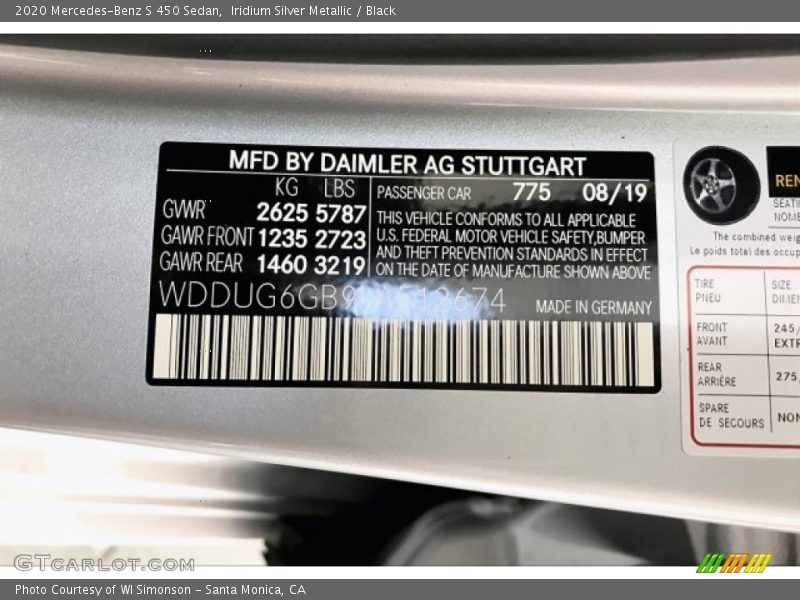 2020 Mercedes-Benz S 450 Sedan, Iridium Silver Metallic / Black
MFD BY DAIMLER AG STUTTGART
KG LBS
GVWR 2625 5787
GAWR FRONT 1235 2723
GAWR REAR 1460 3219
PASSENGER CAR 775 08/19
THIS VEHICLE CONFORMS TO ALL APPLICABLE
U.S. FEDERAL MOTOR VEHICLE SAFETY, BUMPER
AND THEFT PREVENTION STANDARDS IN EFFECT
ON THE DATE OF MANUFACTURE SHOWN ABOVE
MADE IN GERMANY
The combined
Le poids total des
TIRE
PNEU
SIZE
FRONT
AVANT
245/
REAR
ARRIÈRE
275
SPARE
DE SECOURS
GTCARLOT.COM
Photo Courtesy of WI Simonson - Santa Monica, CA